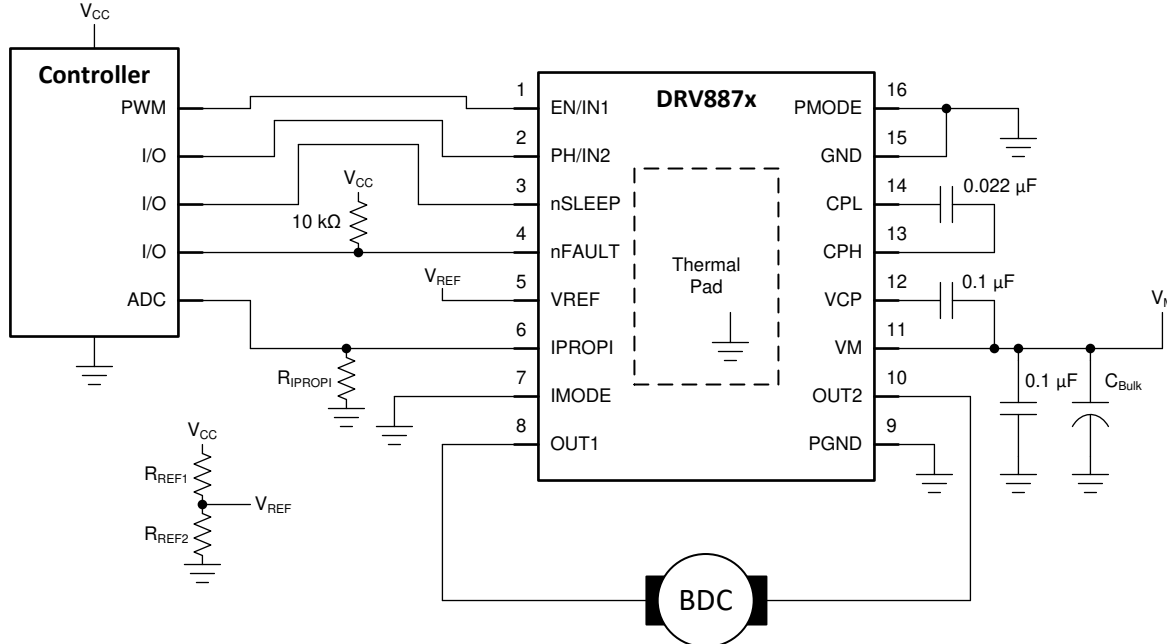 VCC
Controller
PWM
I/O
I/O
I/O
ADC
VCC
10 kΩ
VREF
RIPROPI
VCC
RREF1
VREF
RREF2
DRV887x
1 EN/IN1
2 PH/IN2
3 nSLEEP
4 nFAULT
5 VREF
6 IPROPI
7 IMODE
8 OUT1
Thermal
Pad
PMODE 16
GND 15
CPL 14
0.022 µF
CPH 13
VCP 12
0.1 µF
VM 11
OUT2 10
PGND 9
0.1 µF
CBulk
BDC